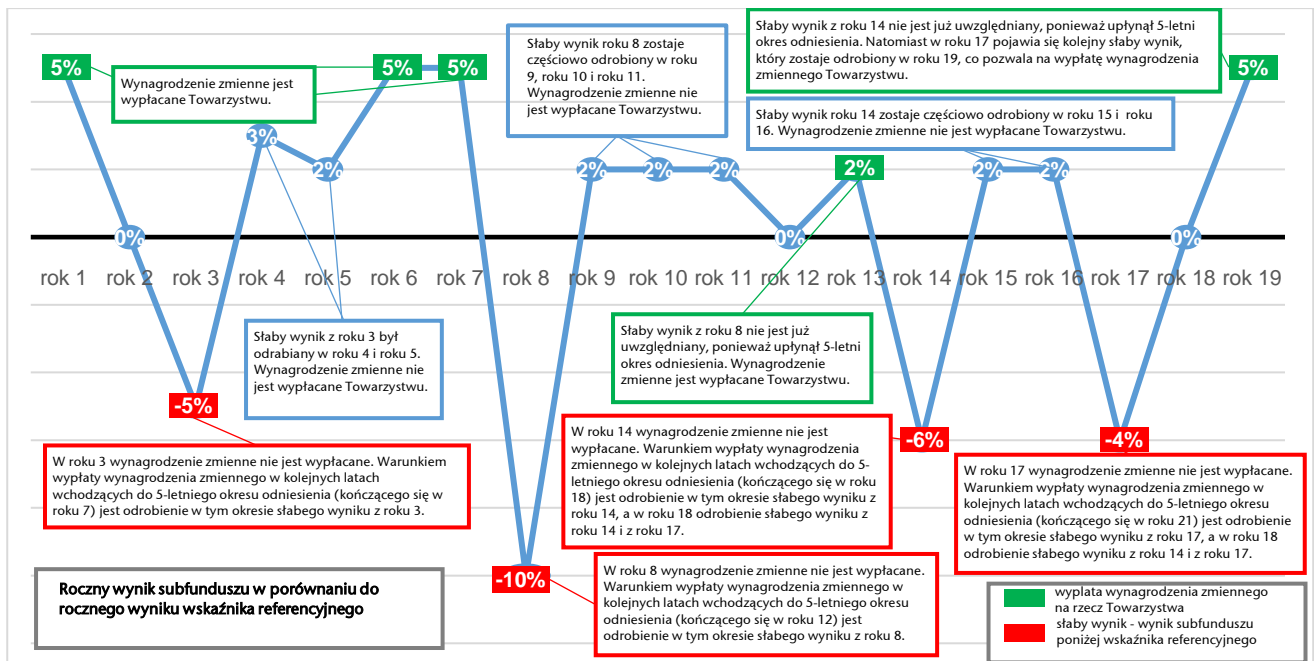 5%
Wynagrodzenie zmienne jest
wypłacane Towarzystwu.
5%
5%
Słaby wynik roku 8 zostaje
częściowo odrobiony w roku
9, roku 10 i roku 11.
Wynagrodzenie zmienne nie
jest wypłacane Towarzystwu.
Słaby wynik z roku 14 nie jest już uwzględniany, ponieważ upłynął 5-letni
okres odniesienia. Natomiast w roku 17 pojawia się kolejny słaby wynik,
który zostaje odrobiony w roku 19, co pozwala na wypłatę wynagrodzenia
zmiennego Towarzystwu.
5%
Słaby wynik roku 14 zostaje częściowo odrobiony w roku 15 i roku
16. Wynagrodzenie zmienne nie jest wypłacane Towarzystwu.
3%
2%
2%
2%
2%
2%
2%
2%
0%
0%
0%
rok 1 rok 2 rok 3 rok 4 rok 5 rok 6 rok 7 rok 8 rok 9 rok 10 rok 11 rok 12 rok 13 rok 14 rok 15 rok 16 rok 17 rok 18 rok 19
Słaby wynik z roku 3 był
odrabiany w roku 4 i roku 5.
Wynagrodzenie zmienne nie
jest wypłacane Towarzystwu.
Słaby wynik z roku 8 nie jest już
uwzględniany, ponieważ upłynął 5-letni
okres odniesienia. Wynagrodzenie
zmienne jest wypłacane Towarzystwu.
-5%
-6%
-4%
W roku 3 wynagrodzenie zmienne nie jest wypłacane. Warunkiem
wypłaty wynagrodzenia zmiennego w kolejnych latach
wchodzących do 5-letniego okresu odniesienia (kończącego się w
roku 7) jest odrobienie w tym okresie słabego wyniku z roku 3.
W roku 14 wynagrodzenie zmienne nie jest
wypłacane. Warunkiem wypłaty wynagrodzenia
zmiennego w kolejnych latach wchodzących do 5-
letniego okresu odniesienia (kończącego się w roku
18) jest odrobienie w tym okresie słabego wyniku z
roku 14, a w roku 18 odrobienie słabego wyniku z
roku 14 i z roku 17.
W roku 17 wynagrodzenie zmienne nie jest wypłacane.
Warunkiem wypłaty wynagrodzenia zmiennego w
kolejnych latach wchodzących do 5-letniego okresu
odniesienia (kończącego się w roku 21) jest odrobienie
w tym okresie słabego wyniku z roku 17, a w roku 18
odrobienie słabego wyniku z roku 14 i z roku 17.
-10%
W roku 8 wynagrodzenie zmienne nie jest wypłacane.
Warunkiem wypłaty wynagrodzenia zmiennego w
kolejnych latach wchodzących do 5-letniego okresu
odniesienia (kończącego się w roku 12) jest
odrobienie w tym okresie słabego wyniku z roku 8.
Roczny wynik subfunduszu w porównaniu do
rocznego wyniku wskaźnika referencyjnego
wyplata wynagrodzenia zmiennego
na rzecz Towarzystwa
słaby wynik - wynik subfunduszu
poniżej wskaźnika referencyjnego